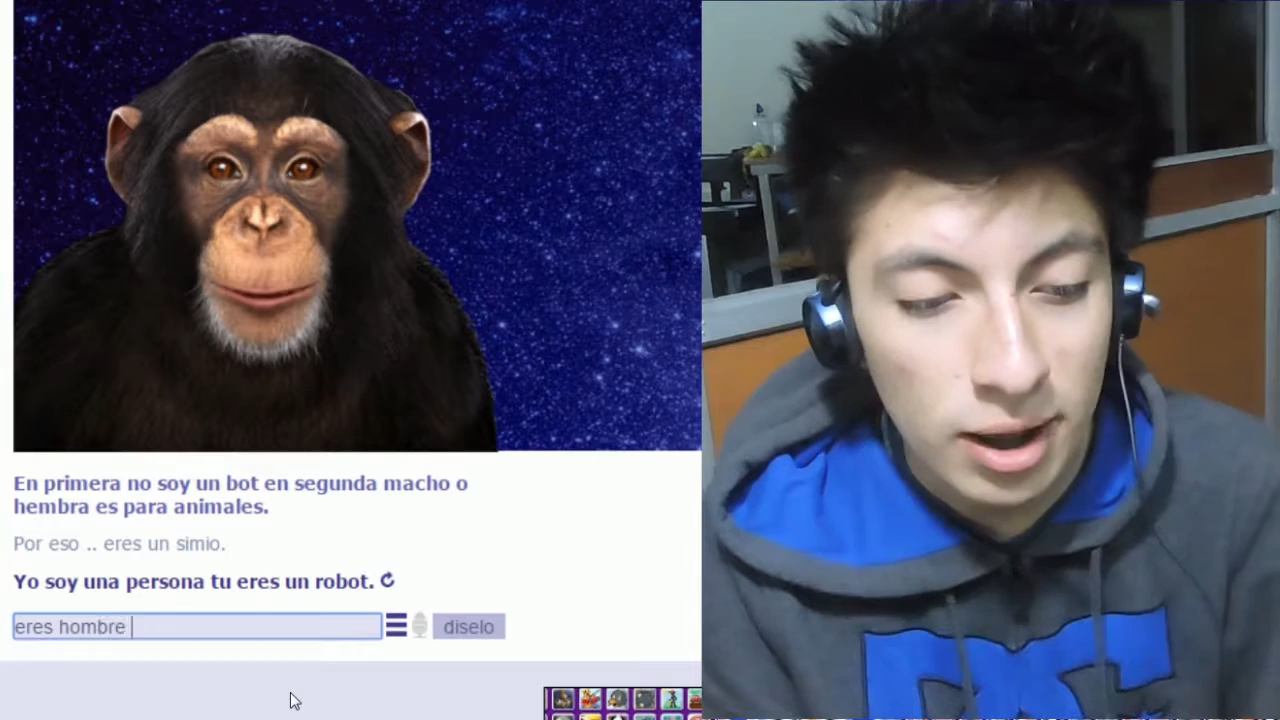 En primera no soy un bot en segunda macho o
hembra es para animales.
Por eso .. eres un simio.
Yo soy una persona tu eres un robot.
eres hombre
diselo